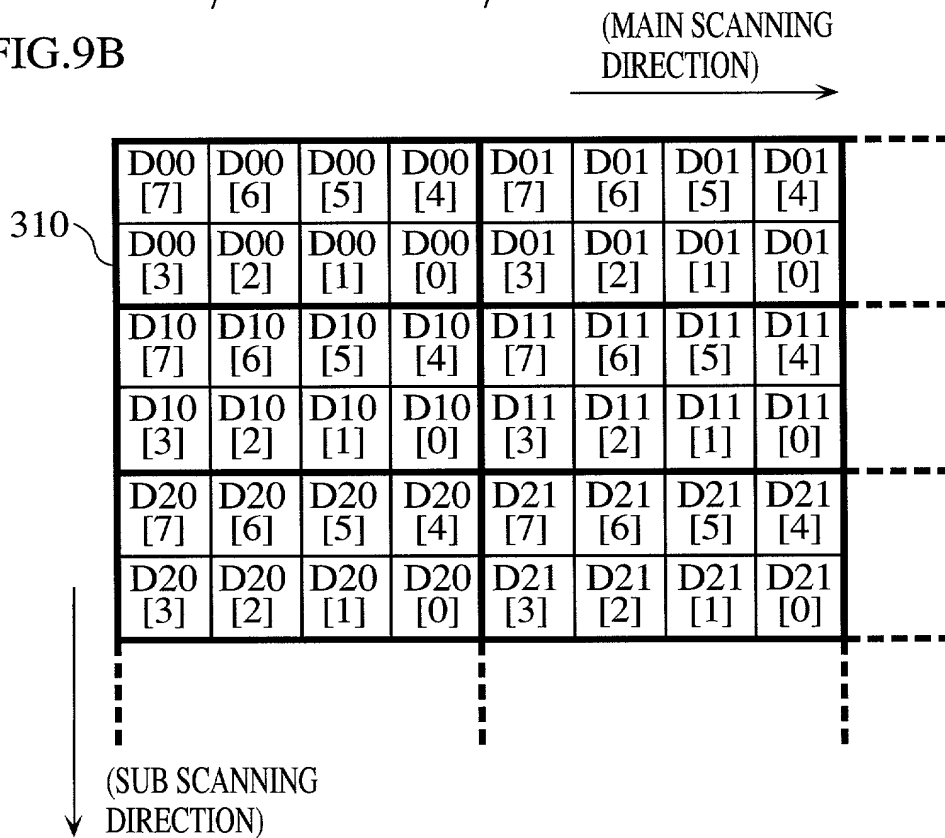 FIG.9B
(MAIN SCANNING
DIRECTION)
D00 D00 D00 D00 D01 D01 D01 D01
[7] [6] [5] [4] [7] [6] [5] [4]
310
D00 D00 D00 D00 D01 D01 D01 D01
[3] [2] [1] [0] [3] [2] [1] [0]
D10 D10 D10 D10 D11 D11 D11 D11
[7] [6] [5] [4] [7] [6] [5] [4]
D10 D10 D10 D10 D11 D11 D11 D11
[3] [2] [1] [0] [3] [2] [1] [0]
D20 D20 D20 D20 D21 D21 D21 D21
[7] [6] [5] [4] [7] [6] [5] [4]
D20 D20 D20 D20 D21 D21 D21 D21
[3] [2] [1] [0] [3] [2] [1] [0]
(SUB SCANNING
DIRECTION)